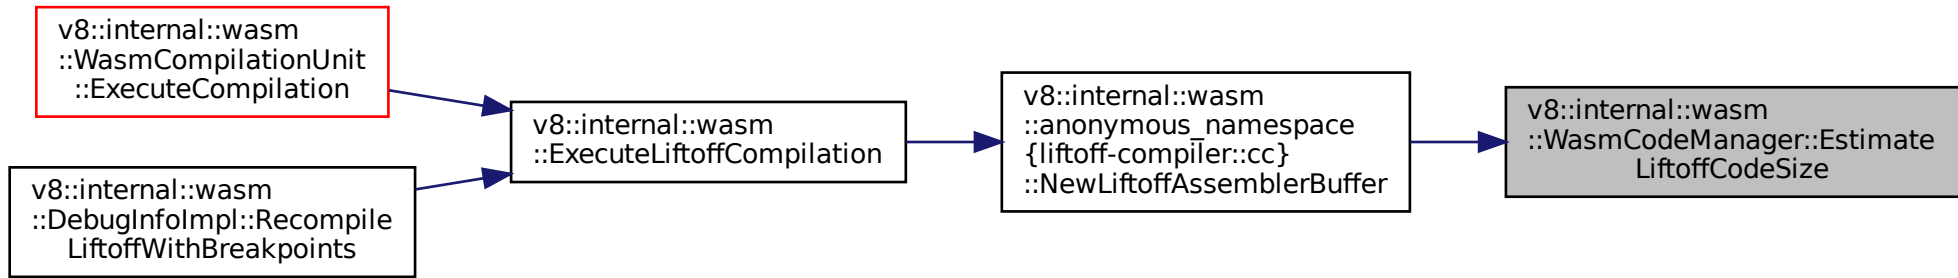 v8::internal::wasm
::WasmCompilationUnit
::ExecuteCompilation
v8::internal::wasm
::DebugInfoImpl::Recompile
LiftoffWithBreakpoints
v8::internal::wasm
::ExecuteLiftoffCompilation
v8::internal::wasm
::anonymous_namespace
{liftoff-compiler::cc}
::NewLiftoffAssemblerBuffer
v8::internal::wasm
::WasmCodeManager::Estimate
LiftoffCodeSize